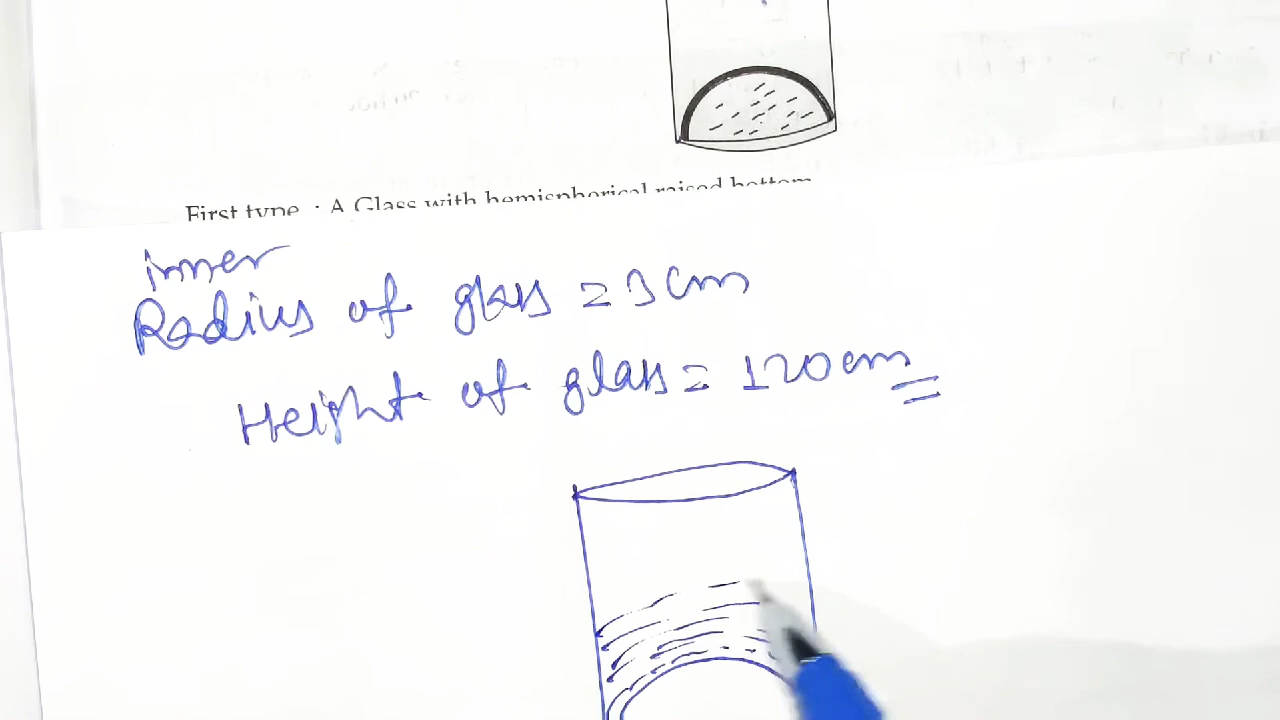 First type : A Glass with hemispherical raised bottom
inner
Radius of glass = 3 cm
Height of glass = 120 cm